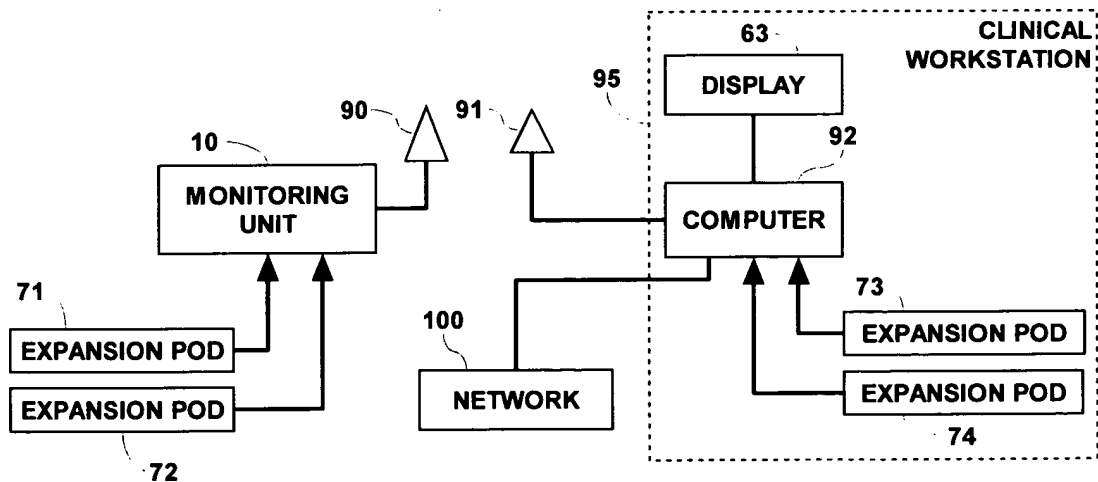 CLINICAL
WORKSTATION
63
DISPLAY
95
90
91
92
10
MONITORING
UNIT
COMPUTER
71
EXPANSION POD
73
EXPANSION POD
100
NETWORK
EXPANSION POD
72
EXPANSION POD
74